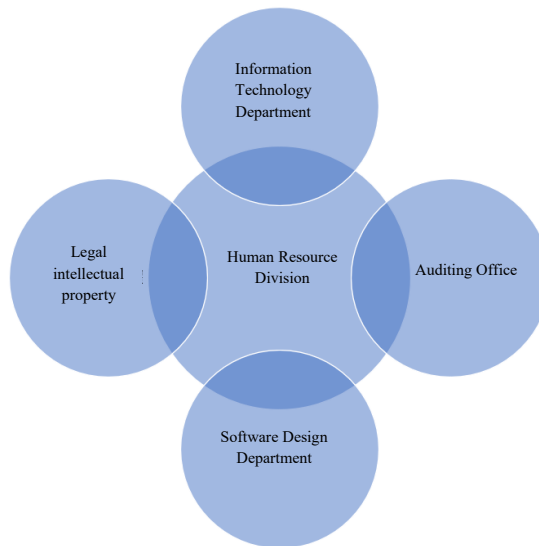 Information
Technology
Department
Legal
intellectual
property
Human Resource
Division
Auditing Office
Software Design
Department